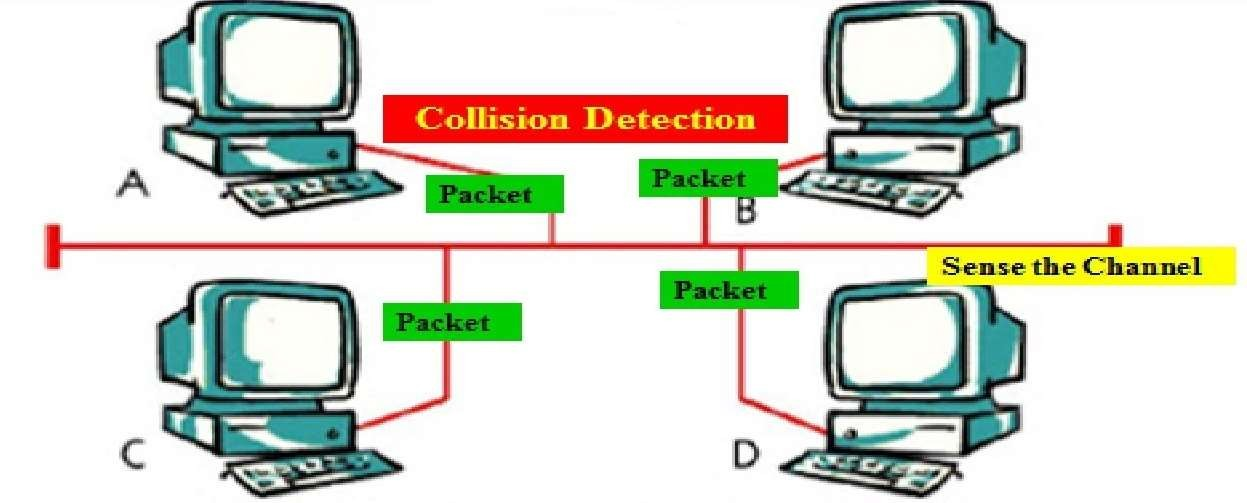 Collision Detection
A
Packet
Packet
B
Sense the Channel
Packet
Packet
C
D